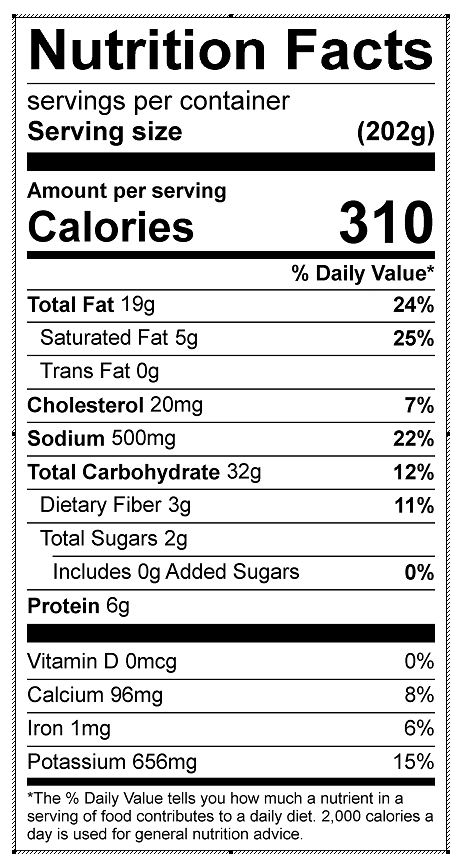 Nutrition Facts
servings per container
Serving size (202g)
Amount per serving
Calories 310
% Daily Value*
Total Fat 19g 24%
Saturated Fat 5g 25%
Trans Fat 0g
Cholesterol 20mg 7%
Sodium 500mg 22%
Total Carbohydrate 32g 12%
Dietary Fiber 3g 11%
Total Sugars 2g
Includes 0g Added Sugars 0%
Protein 6g
Vitamin D 0mcg 0%
Calcium 96mg 8%
Iron 1mg 6%
Potassium 656mg 15%
*The % Daily Value tells you how much a nutrient in a
serving of food contributes to a daily diet. 2,000 calories a
day is used for general nutrition advice.